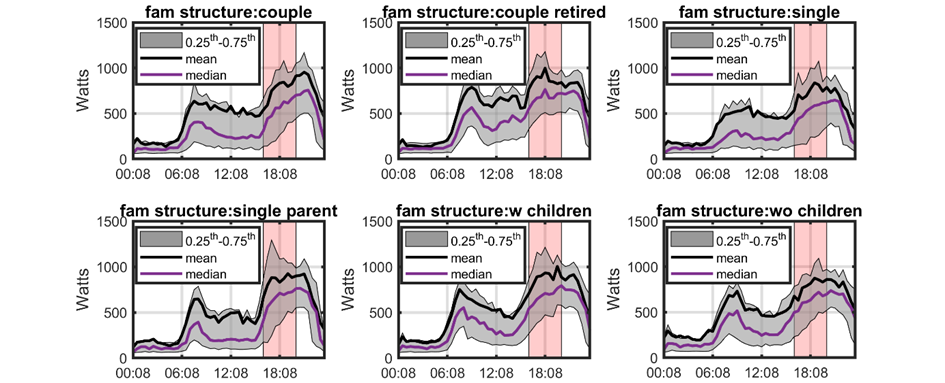 fam structure:couple
1500
1000
500
0
Watts
0.25th-0.75th
mean
median
00:08 06:08 12:08 18:08
fam structure:couple retired
1500
1000
500
0
Watts
0.25th-0.75th
mean
median
00:08 06:08 12:08 18:08
fam structure:single
1500
1000
500
0
Watts
0.25th-0.75th
mean
median
00:08 06:08 12:08 18:08
fam structure:single parent
1500
1000
500
0
Watts
0.25th-0.75th
mean
median
00:08 06:08 12:08 18:08
fam structure:w children
1500
1000
500
0
Watts
0.25th-0.75th
mean
median
00:08 06:08 12:08 18:08
fam structure:wo children
1500
1000
500
0
Watts
0.25th-0.75th
mean
median
00:08 06:08 12:08 18:08